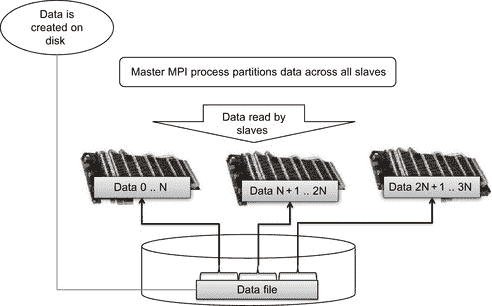 Data is
created on
disk
Master MPI process partitions data across all slaves
Data read by
slaves
Data 0 .. N
Data N + 1 .. 2N
Data 2N + 1 .. 3N
Data file